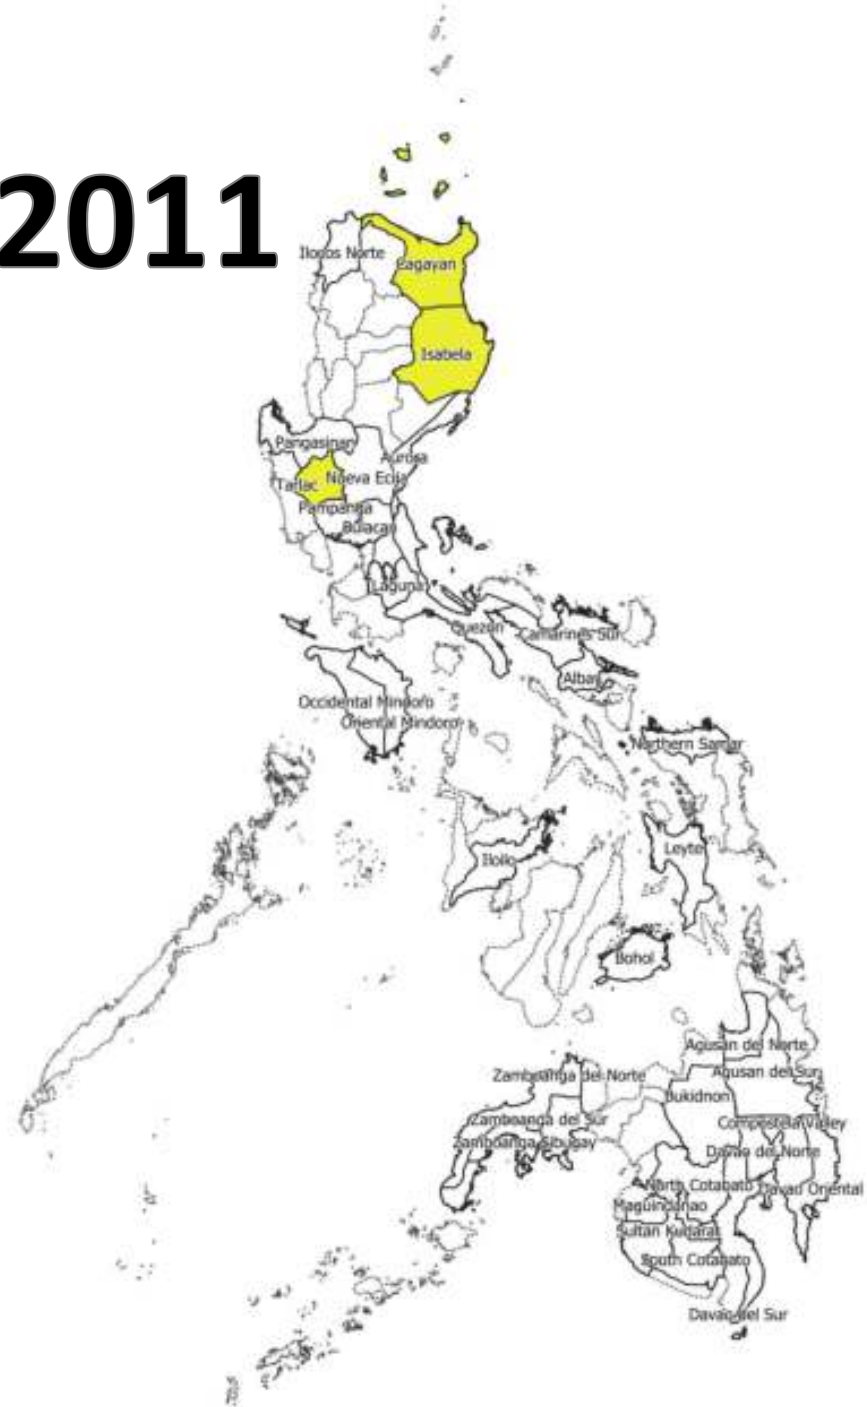 2011
Ilocos Norte
Cagayan
Isabela
Pangasinan
Aurora
Tarlac
Nueva Ecija
Pampanga
Bulacan
Laguna
Quezon
Camarines Sur
Albay
Occidental Mindoro
Oriental Mindoro
Northern Samar
Iloilo
Leyte
Bohol
Agusan del Norte
Agusan del Sur
Zamboanga del Norte
Bukidnon
Zamboanga del Sur
Compostela Valley
Zamboanga Sibugay
Davao del Norte
North Cotabato
Davao Oriental
Maguindanao
Sultan Kudarat
South Cotabato
Davao del Sur